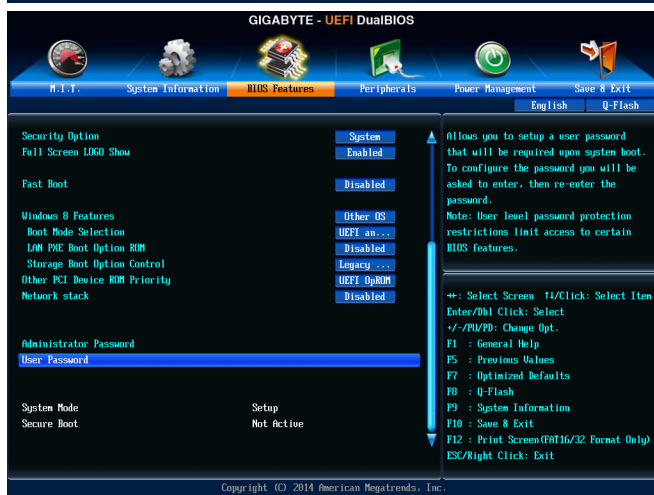 GIGABYTE - UEFI DualBIOS
M.I.T. System Information BIOS Features Peripherals Power Management Save & Exit
English Q-Flash
Security Option System
Full Screen LOGO Show Enabled
Fast Boot Disabled
Windows 8 Features Other OS
Boot Mode Selection UEFI an...
LAN PXE Boot Option ROM Disabled
Storage Boot Option Control Legacy ...
Other PCI Device ROM Priority UEFI OpROM
Network stack Disabled
Administrator Password
User Password
System Mode Setup
Secure Boot Not Active
Allows you to setup a user password
that will be required upon system boot.
To configure the password you will be
asked to enter, then re-enter the
password.
Note: User level password protection
restrictions limit access to certain
BIOS features.
→←: Select Screen ↑↓/Click: Select Item
Enter/Dbl Click: Select
+/-/PU/PD: Change Opt.
F1 : General Help
F5 : Previous Values
F7 : Optimized Defaults
F8 : Q-Flash
F9 : System Information
F10 : Save & Exit
F12 : Print Screen(FAT16/32 Format Only)
ESC/Right Click: Exit
Copyright (C) 2014 American Megatrends, Inc.